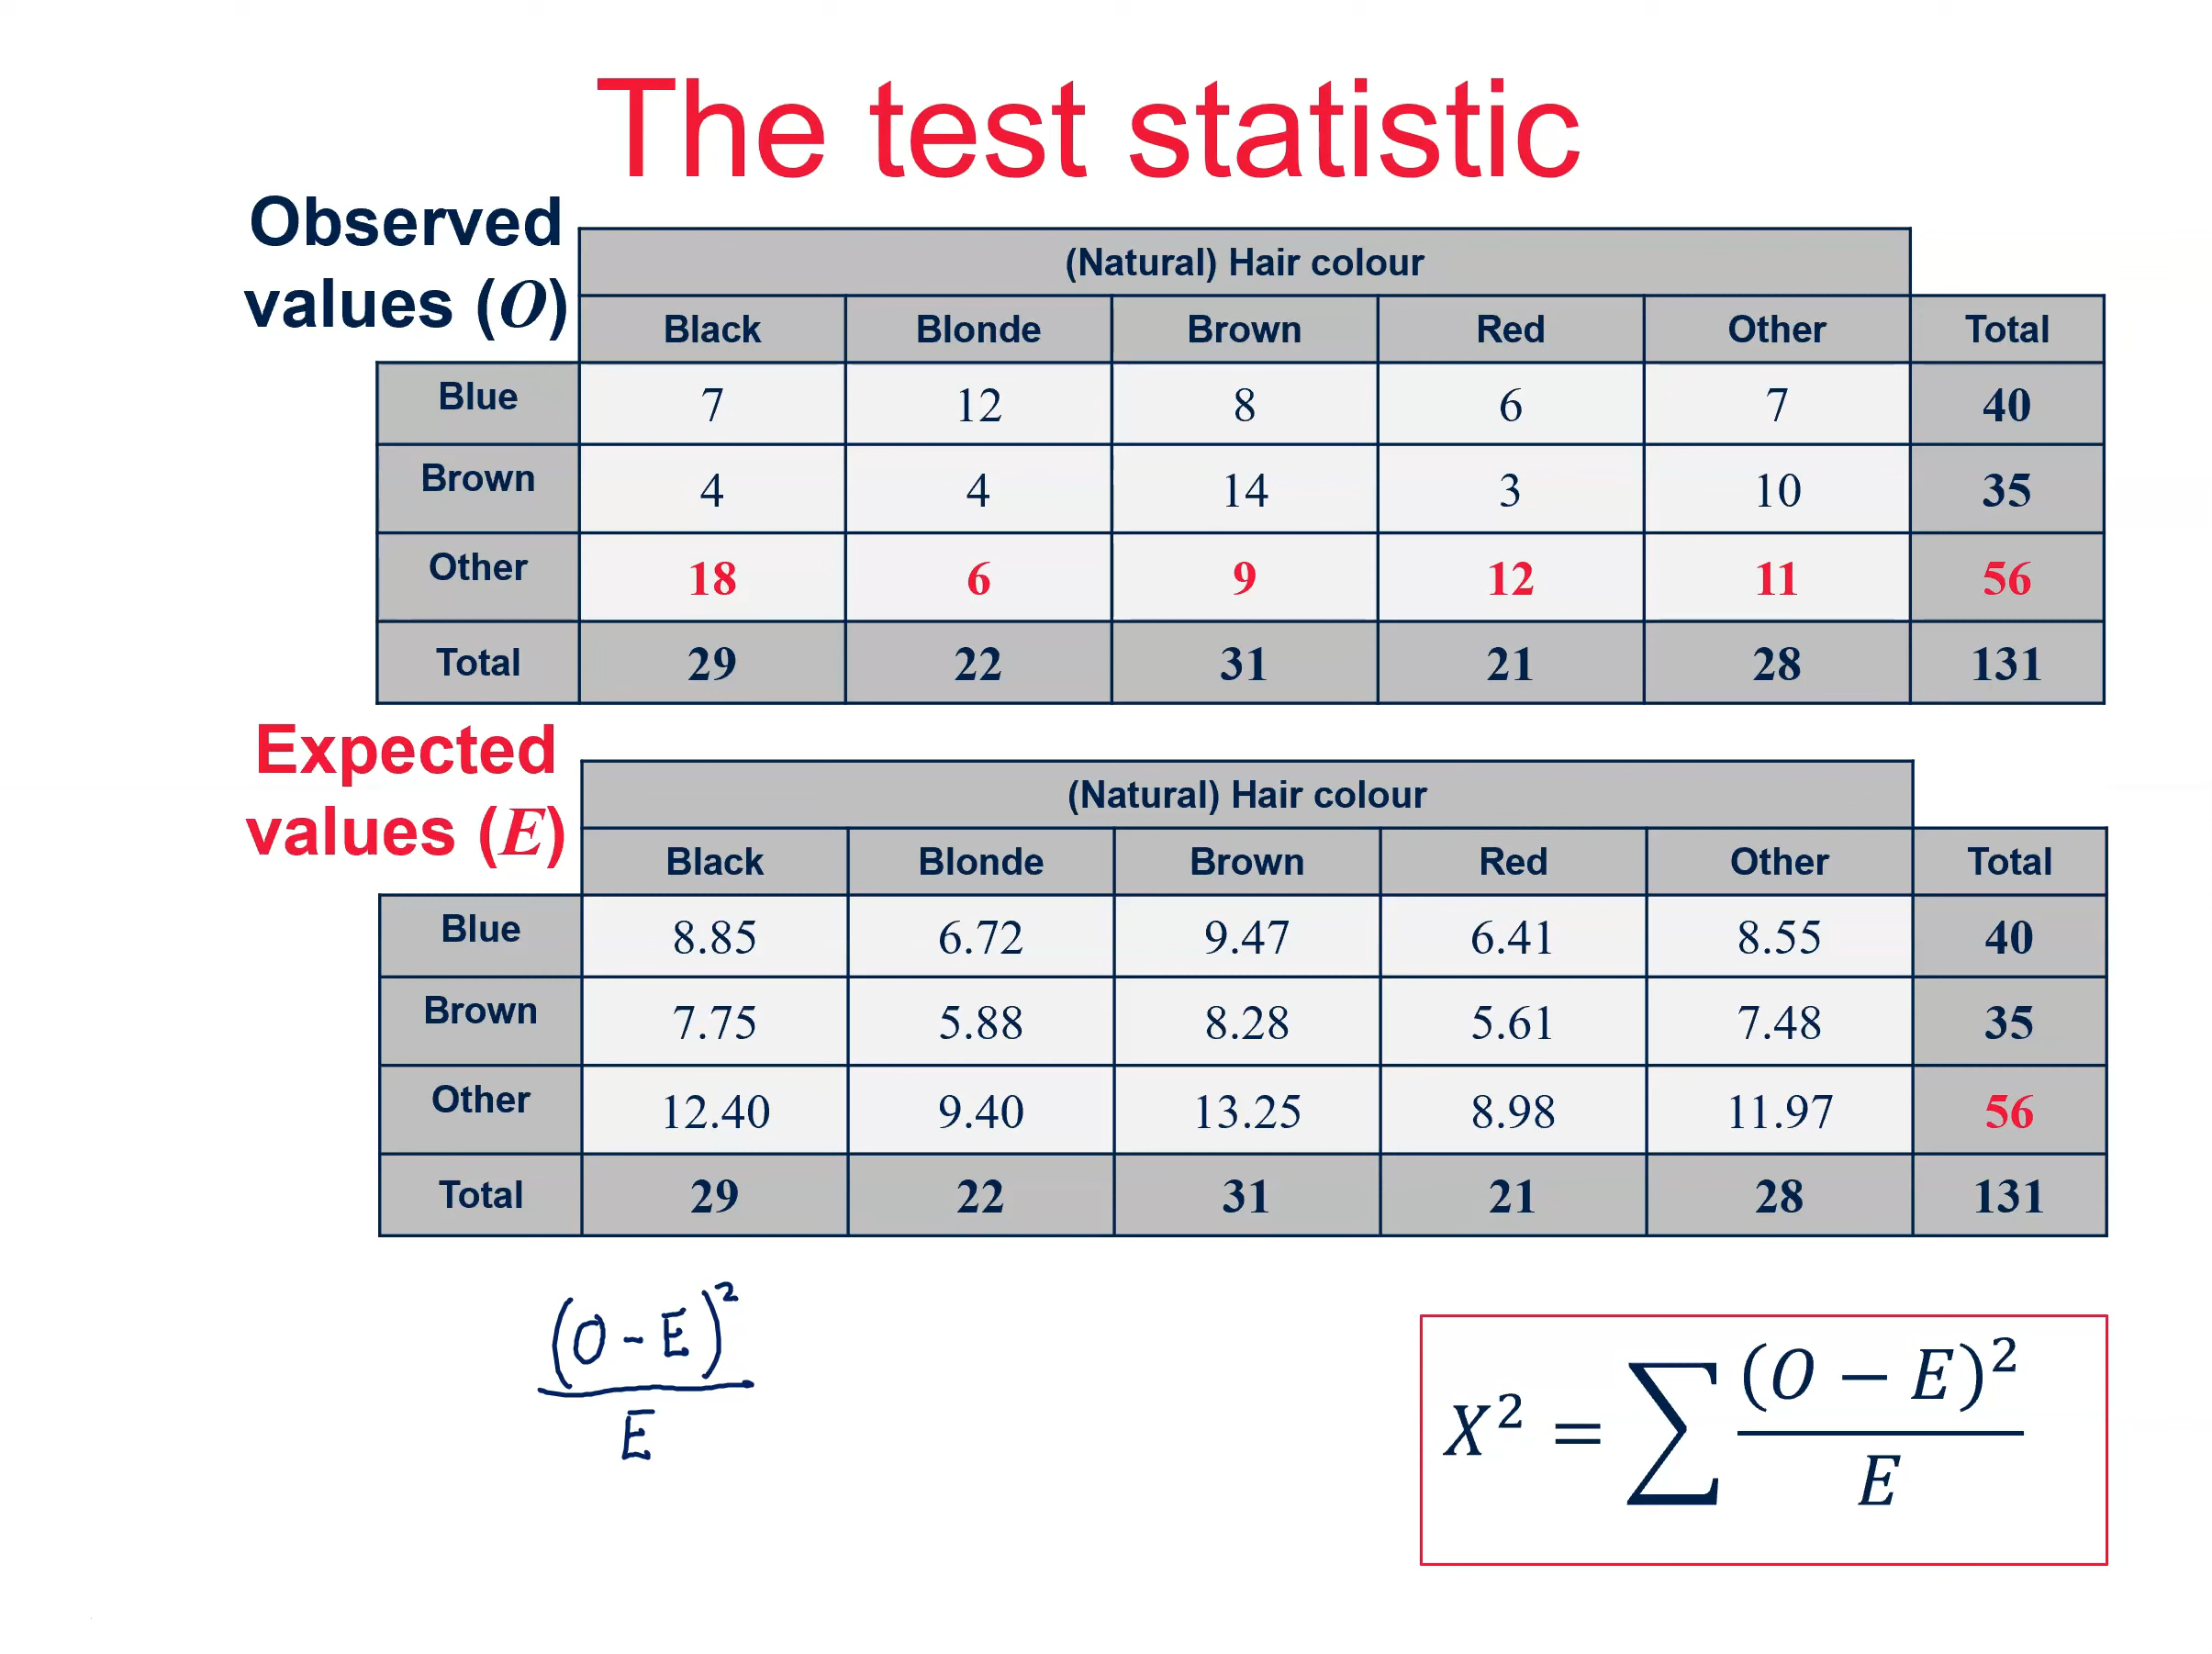 The test statistic
Observed
values (O)
(Natural) Hair colour
Black Blonde Brown Red Other Total
Blue 7 12 8 6 7 40
Brown 4 4 14 3 10 35
Other 18 6 9 12 11 56
Total 29 22 31 21 28 131
Expected
values (E)
(Natural) Hair colour
Black Blonde Brown Red Other Total
Blue 8.85 6.72 9.47 6.41 8.55 40
Brown 7.75 5.88 8.28 5.61 7.48 35
Other 12.40 9.40 13.25 8.98 11.97 56
Total 29 22 31 21 28 131
(O-E)²
E
X² = ∑ (O − E)²
E